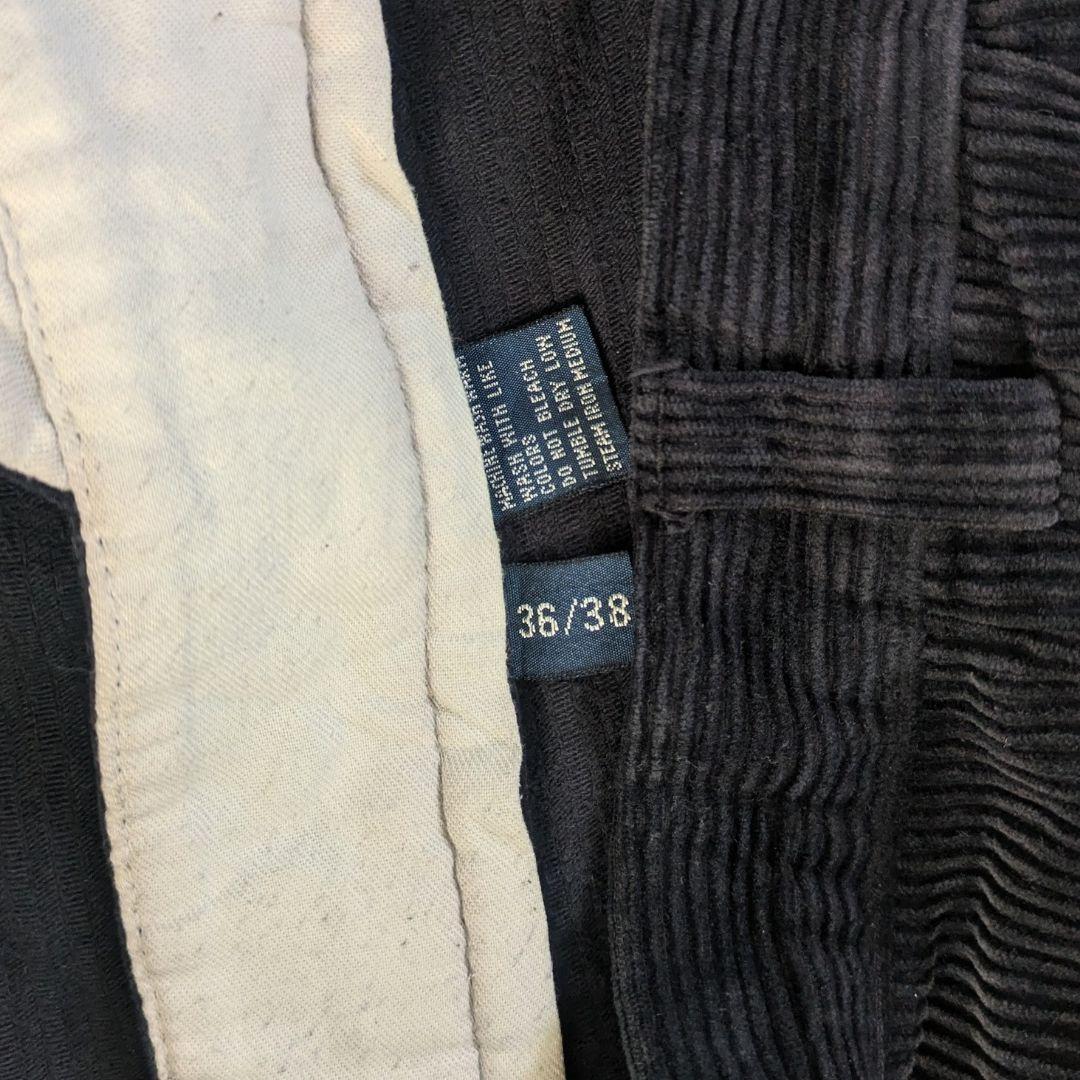 MACHINE WASH WARM
WASH WITH LIKE
COLORS
DO NOT BLEACH
TUMBLE DRY LOW
STEAM IRON MEDIUM
36/38